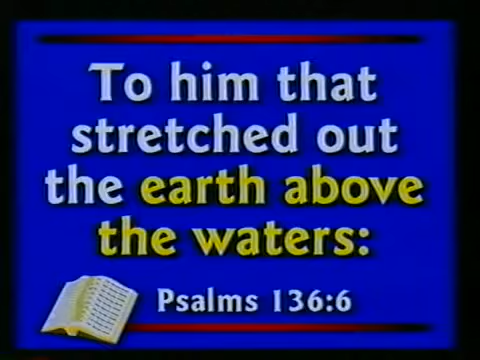 To him that
stretched out
the earth above
the waters:
Psalms 136:6